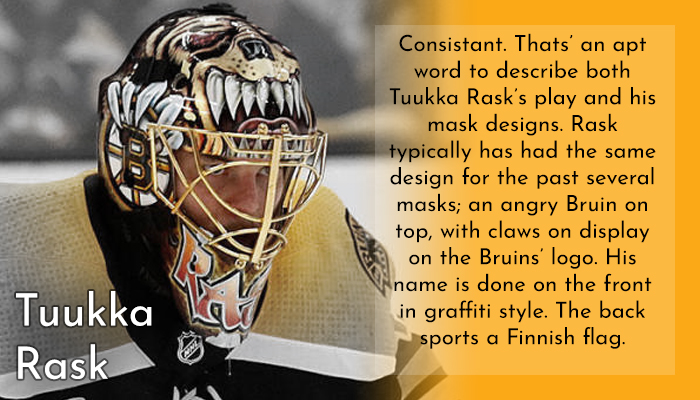 Consistant. Thats' an apt
word to describe both
Tuukka Rask's play and his
mask designs. Rask
typically has had the same
design for the past several
masks; an angry Bruin on
top, with claws on display
on the Bruins' logo. His
name is done on the front
in graffiti style. The back
sports a Finnish flag.
B
RAS
NHL
Tuukka
Rask